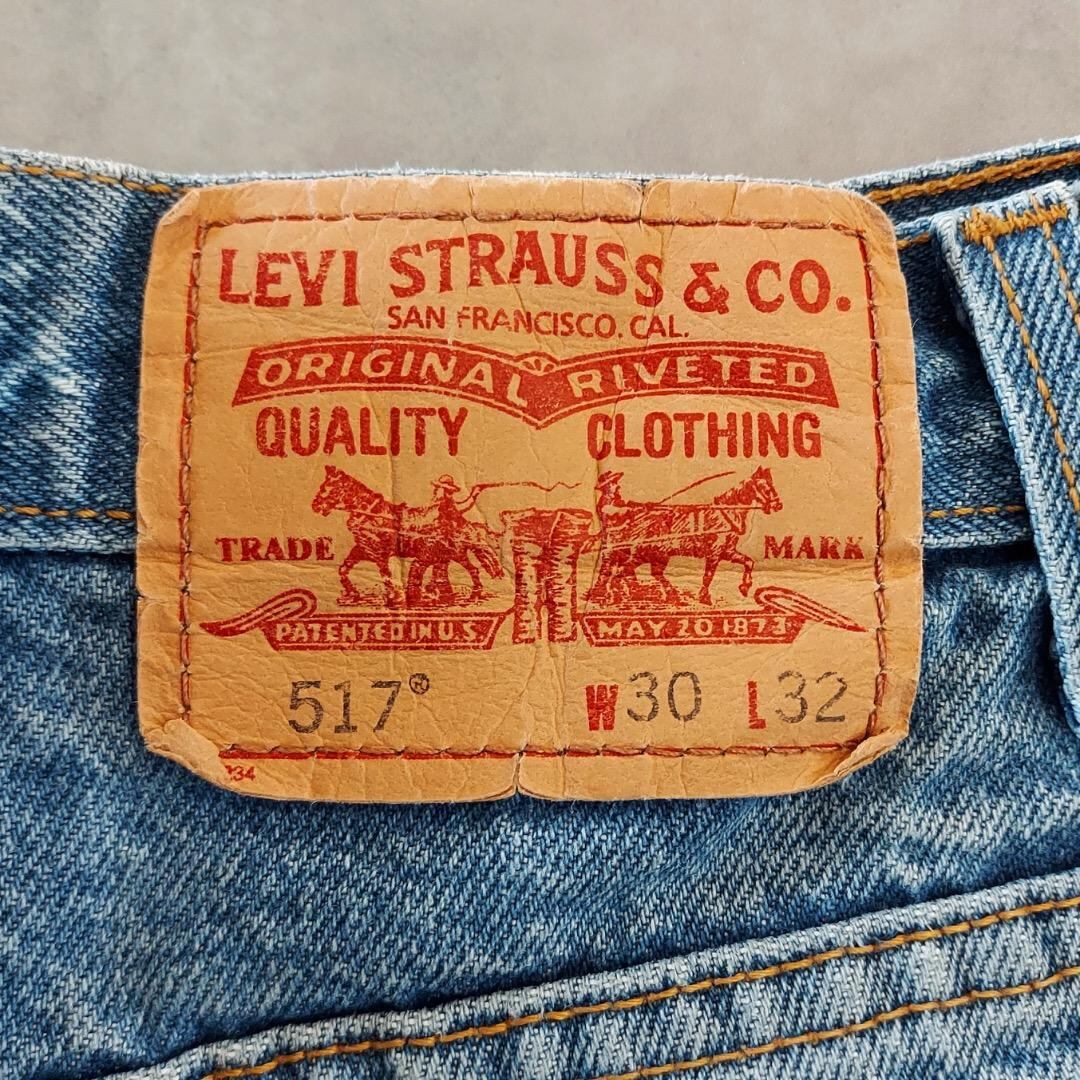 LEVI STRAUSS & CO.
SAN FRANCISCO. CAL.
ORIGINAL RIVETED
QUALITY CLOTHING
TRADE MARK
PATENTED IN U.S. MAY 20 1873
517® W30 L32